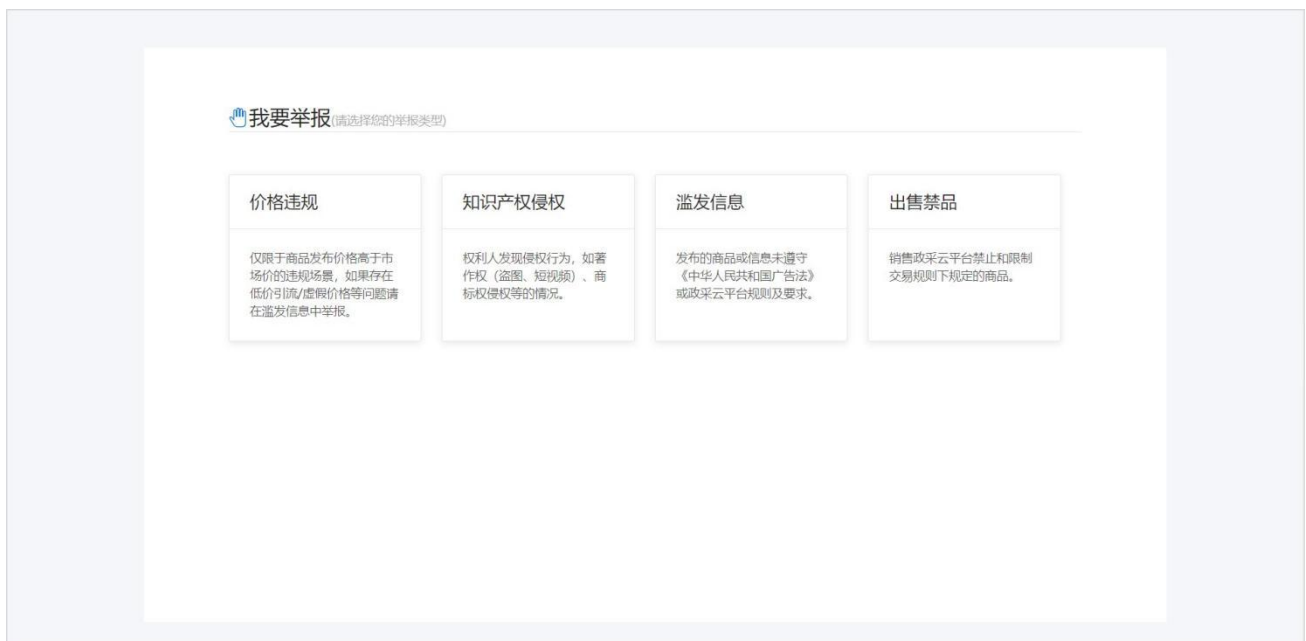 我要举报(请选择您的举报类型)
价格违规
仅限于商品发布价格高于市
场价的违规场景，如果存在
低价引流/虚假价格等问题请
在滥发信息中举报。
知识产权侵权
权利人发现侵权行为，如著
作权（盗图、短视频）、商
标权侵权等的情况。
滥发信息
发布的商品或信息未遵守
《中华人民共和国广告法》
或政采云平台规则及要求。
出售禁品
销售政采云平台禁止和限制
交易规则下规定的商品。